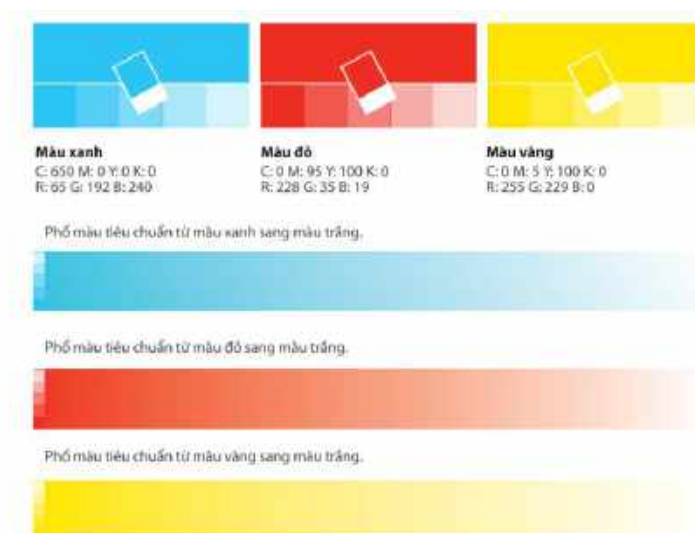 Màu xanh
C: 650 M: 0 Y: 0 K: 0
R: 65 G: 192 B: 240
Màu đỏ
C: 0 M: 95 Y: 100 K: 0
R: 228 G: 35 B: 19
Màu vàng
C: 0 M: 5 Y: 100 K: 0
R: 255 G: 229 B: 0
Phổ màu tiêu chuẩn từ màu xanh sang màu trắng.
Phổ màu tiêu chuẩn từ màu đỏ sang màu trắng.
Phổ màu tiêu chuẩn từ màu vàng sang màu trắng.